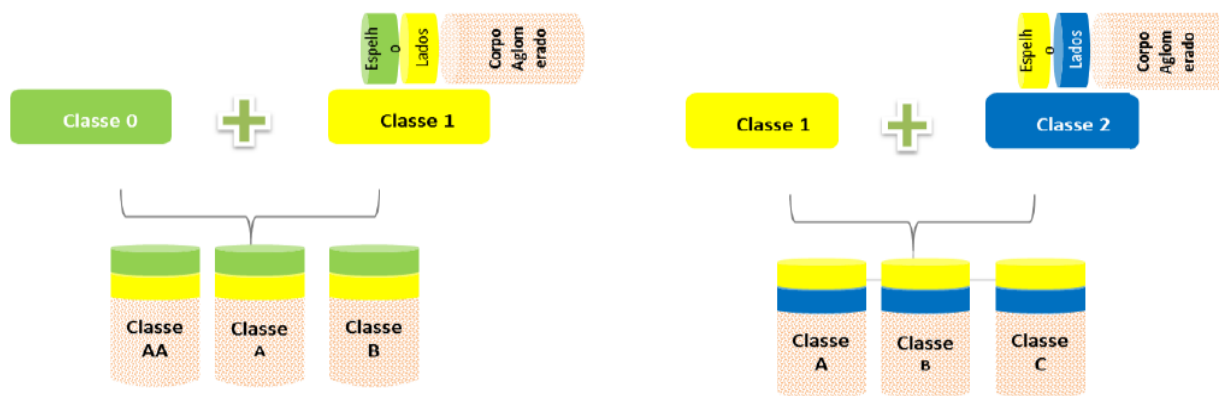 Espelh
o
Lados
Corpo
Aglom
erado
Classe 0
Classe 1
Classe
AA
Classe
A
Classe
B
Espelh
o
Lados
Corpo
Aglom
erado
Classe 1
Classe 2
Classe
A
Classe
B
Classe
C